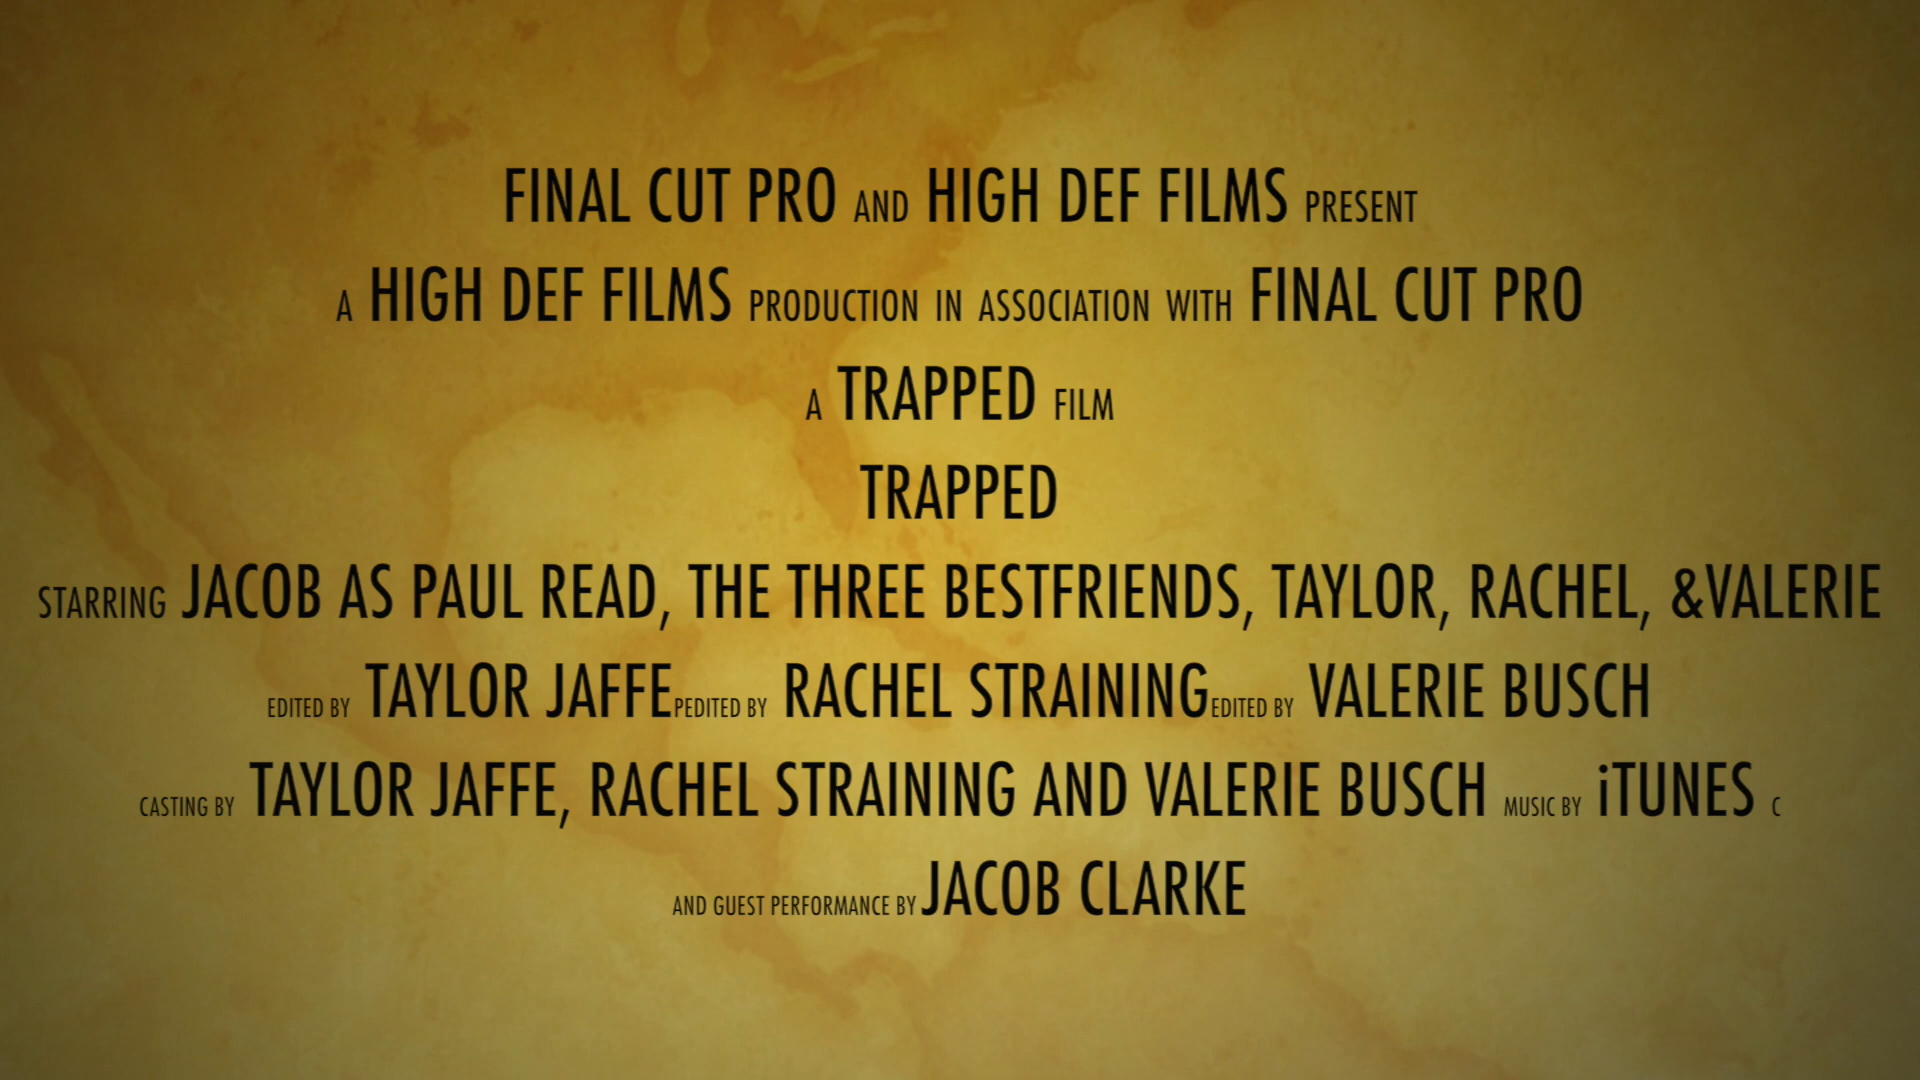 FINAL CUT PRO AND HIGH DEF FILMS PRESENT
A HIGH DEF FILMS PRODUCTION IN ASSOCIATION WITH FINAL CUT PRO
A TRAPPED FILM
TRAPPED
STARRING JACOB AS PAUL READ, THE THREE BESTFRIENDS, TAYLOR, RACHEL, &VALERIE
EDITED BY TAYLOR JAFFEPEDITED BY RACHEL STRAININGEDITED BY VALERIE BUSCH
CASTING BY TAYLOR JAFFE, RACHEL STRAINING AND VALERIE BUSCH MUSIC BY iTUNES C
AND GUEST PERFORMANCE BY JACOB CLARKE